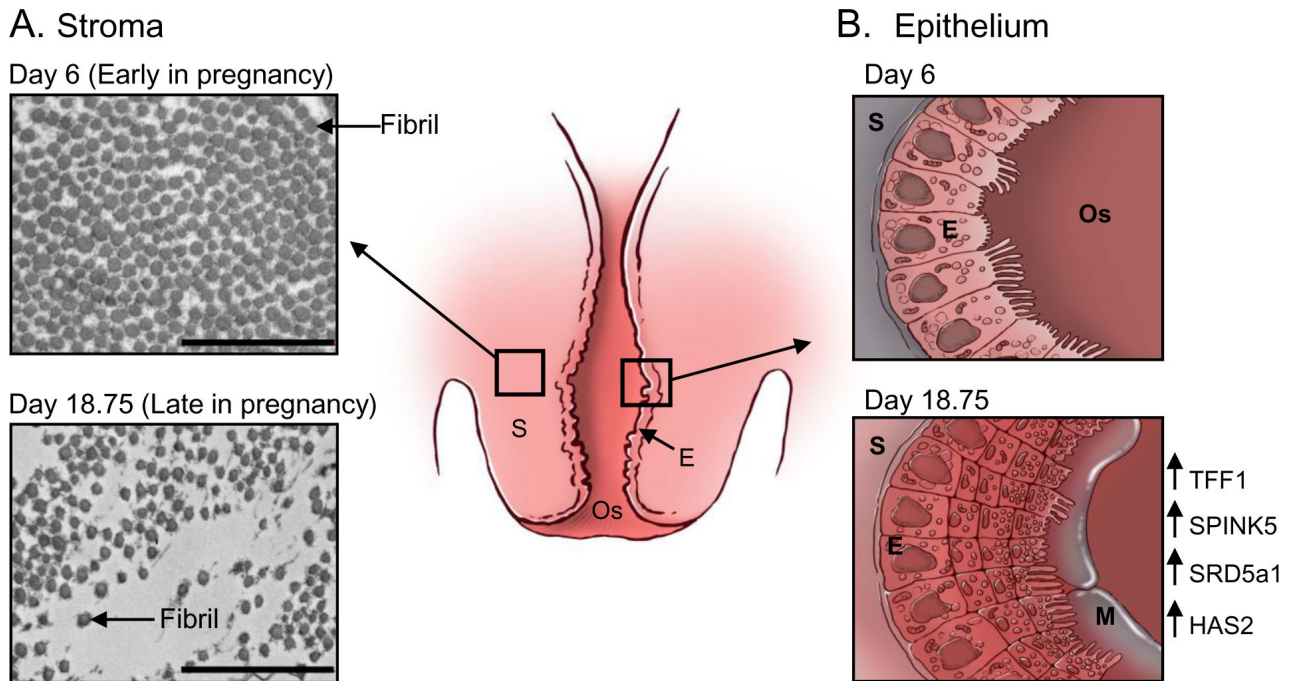 A. Stroma
Day 6 (Early in pregnancy)
Fibril
Day 18.75 (Late in pregnancy)
Fibril
S
E
Os
B. Epithelium
Day 6
S
E
Os
Day 18.75
S
E
M
TFF1
SPINK5
SRD5a1
HAS2